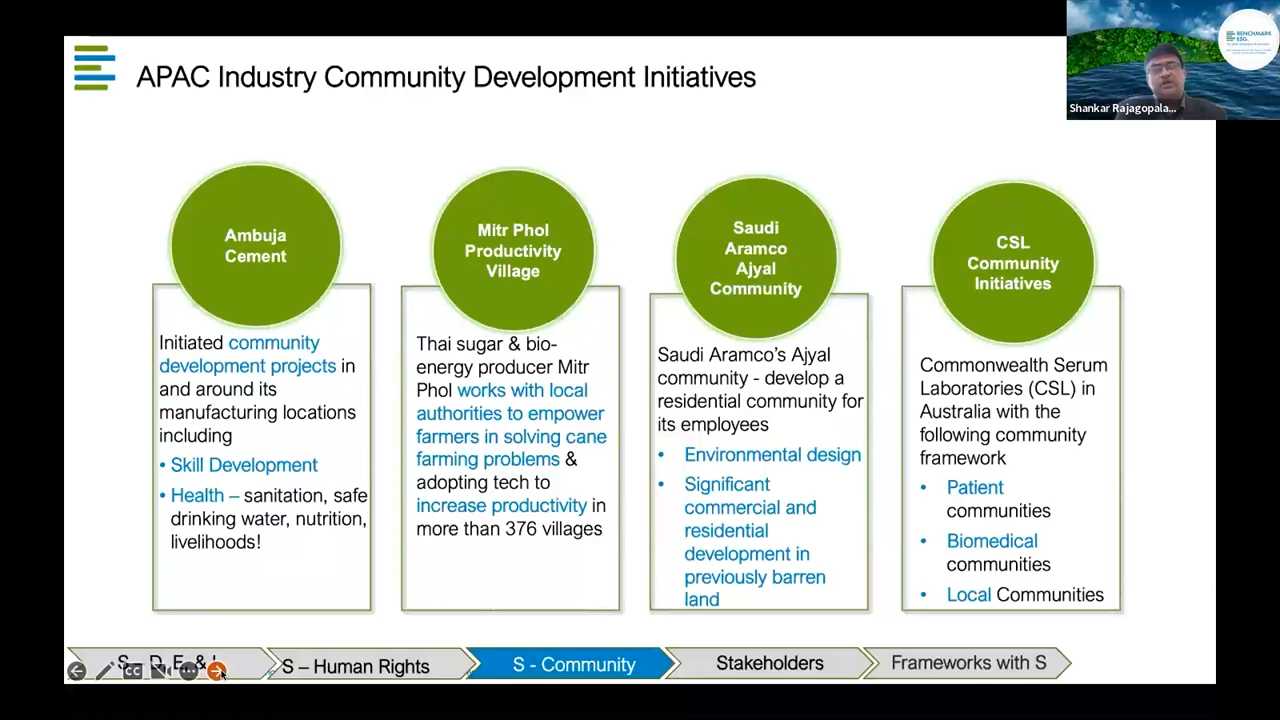 APAC Industry Community Development Initiatives
BENCHMARK
ESG
Shankar Rajagopala...
Ambuja
Cement
Initiated community
development projects in
and around its
manufacturing locations
including
• Skill Development
• Health – sanitation, safe
drinking water, nutrition,
livelihoods!
Mitr Phol
Productivity
Village
Thai sugar & bio-
energy producer Mitr
Phol works with local
authorities to empower
farmers in solving cane
farming problems &
adopting tech to
increase productivity in
more than 376 villages
Saudi
Aramco
Ajyal
Community
Saudi Aramco's Ajyal
community - develop a
residential community for
its employees
• Environmental design
• Significant
commercial and
residential
development in
previously barren
land
CSL
Community
Initiatives
Commonwealth Serum
Laboratories (CSL) in
Australia with the
following community
framework
• Patient
communities
• Biomedical
communities
• Local Communities
S – D, E, & I
CC
S – Human Rights
S - Community
Stakeholders
Frameworks with S